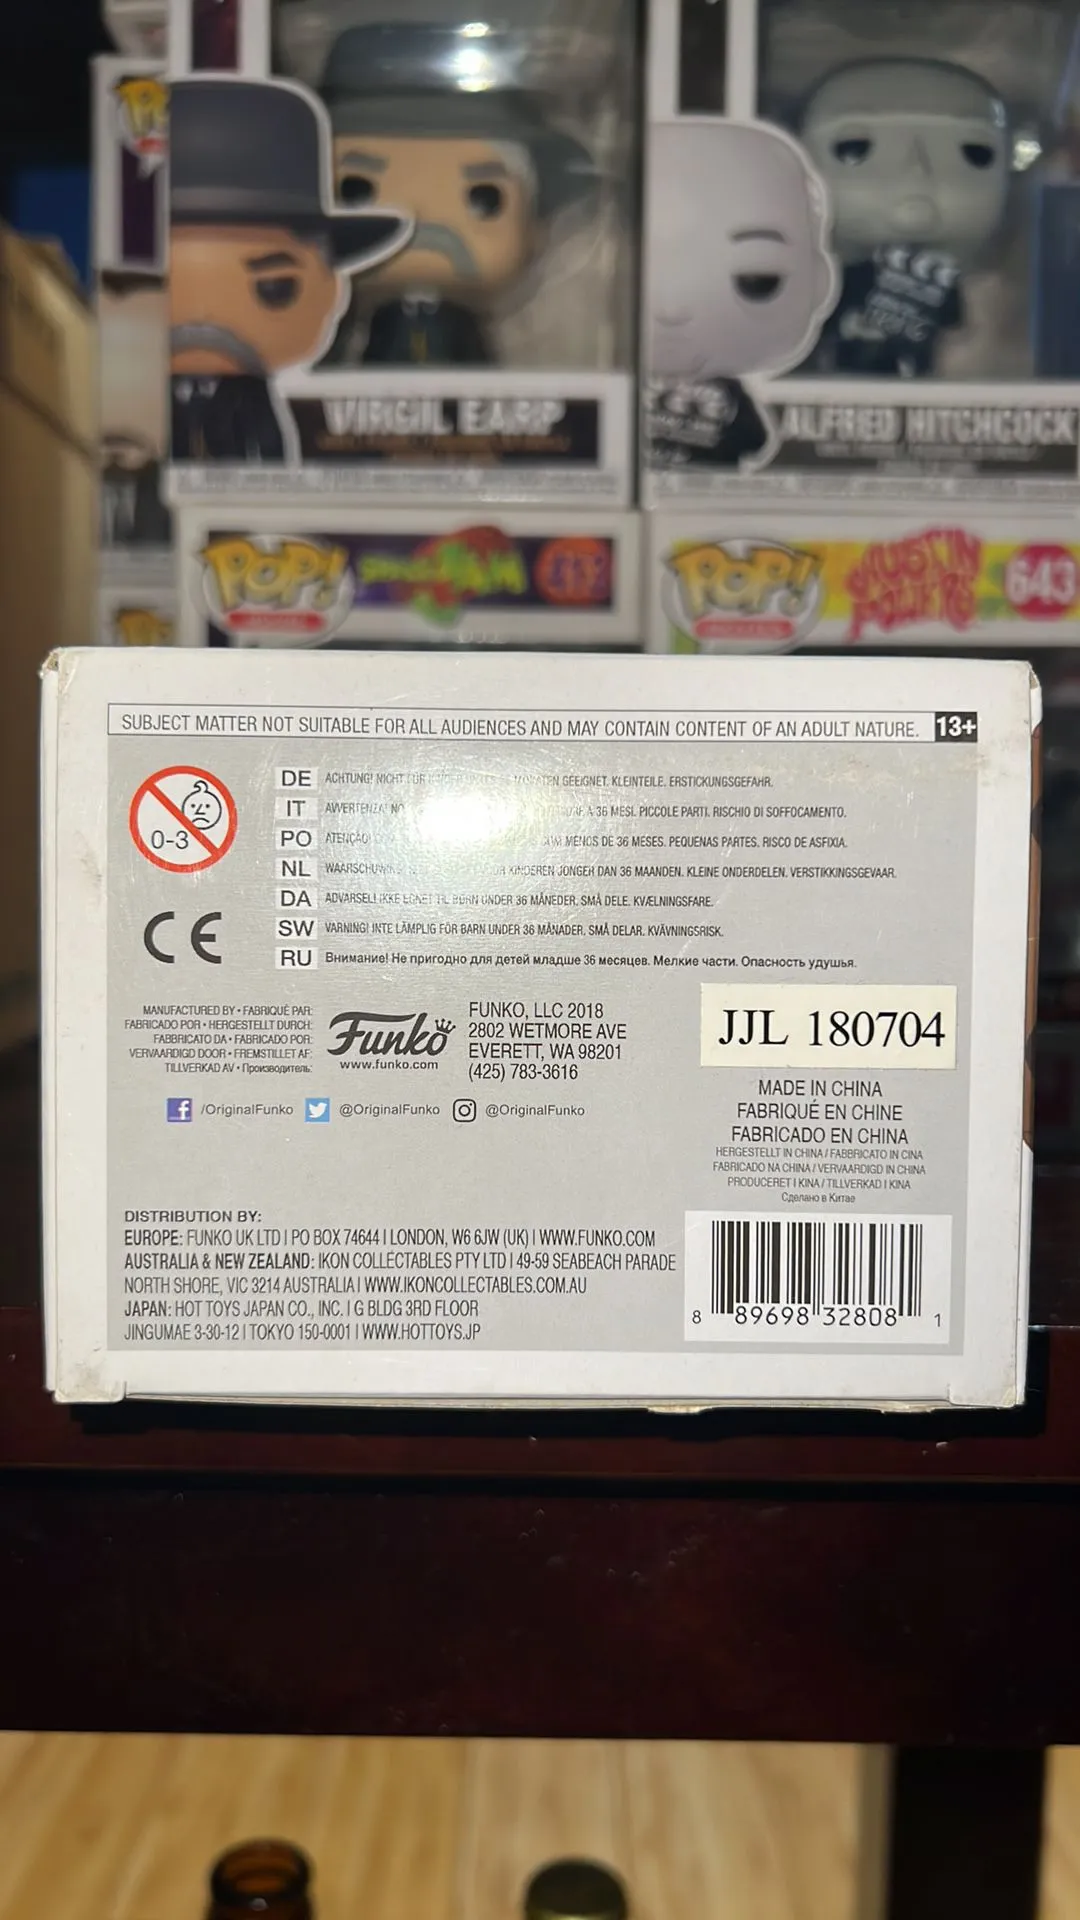 VIRGIL EARP
ALFRED HITCHCOCK
POP!
SPACE JAM
POP!
AUSTIN POWERS
643
SUBJECT MATTER NOT SUITABLE FOR ALL AUDIENCES AND MAY CONTAIN CONTENT OF AN ADULT NATURE. 13+
0-3
DE ACHTUNG! NICHT FÜR GEEIGNET. KLEINTEILE. ERSTICKUNGSGEFAHR.
IT AVVERTENZA! A 36 MESI. PICCOLE PARTI. RISCHIO DI SOFFOCAMENTO.
PO ATENÇÃO! MENOS DE 36 MESES. PEQUENAS PARTES. RISCO DE ASFIXIA.
NL KINDEREN JONGER DAN 36 MAANDEN. KLEINE ONDERDELEN. VERSTIKKINGSGEVAAR.
DA ADVARSEL! IKKE EGNET TIL BØRN UNDER 36 MÅNEDER. SMÅ DELE. KVÆLNINGSFARE.
SW VARNING! INTE LÄMPLIG FÖR BARN UNDER 36 MÅNADER. SMÅ DELAR. KVÄVNINGSRISK.
RU Внимание! Не пригодно для детей младше 36 месяцев. Мелкие части. Опасность удушья.
CE
MANUFACTURED BY • FABRIQUÉ PAR:
FABRICADO POR • HERGESTELLT DURCH:
FABBRICATO DA • FABRICADO POR:
VERVAARDIGD DOOR • FREMSTILLET AF:
TILLVERKAD AV • Производитель:
Funko
www.funko.com
FUNKO, LLC 2018
2802 WETMORE AVE
EVERETT, WA 98201
(425) 783-3616
JJL 180704
/OriginalFunko @OriginalFunko @OriginalFunko
MADE IN CHINA
FABRIQUÉ EN CHINE
FABRICADO EN CHINA
HERGESTELLT IN CHINA / FABBRICATO IN CINA
FABRICADO NA CHINA / VERVAARDIGD IN CHINA
PRODUCERET I KINA / TILLVERKAD I KINA
Сделано в Китае
DISTRIBUTION BY:
EUROPE: FUNKO UK LTD | PO BOX 74644 | LONDON, W6 6JW (UK) | WWW.FUNKO.COM
AUSTRALIA & NEW ZEALAND: IKON COLLECTABLES PTY LTD | 49-59 SEABEACH PARADE
NORTH SHORE, VIC 3214 AUSTRALIA | WWW.IKONCOLLECTABLES.COM.AU
JAPAN: HOT TOYS JAPAN CO., INC. | G BLDG 3RD FLOOR
JINGUMAE 3-30-12 | TOKYO 150-0001 | WWW.HOTTOYS.JP
8 89698 32808 1